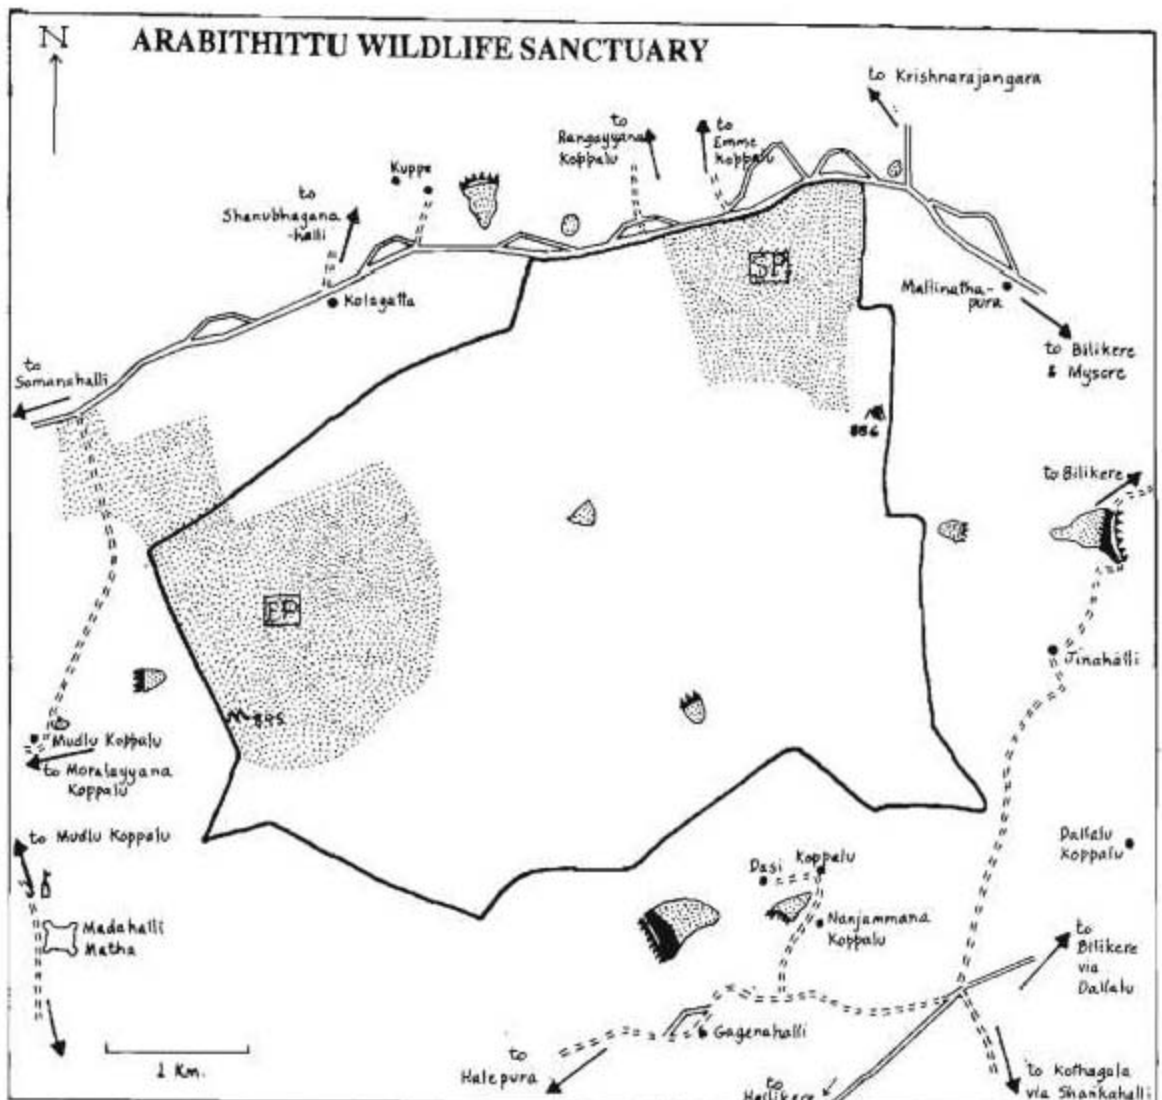 N
ARABITHITTU WILDLIFE SANCTUARY
to Krishnarajangara
to
Rangayyana
Koppalu
to
Emme
Koppalu
Kuppe
to
Shanubhagana
-halli
Kolagatta
SP
Mallinatha-
pura
to Bilikere
& Mysore
to
Somanahalli
886
to Bilikere
EP
Jinahalli
895
Mudlu Koppalu
to Moralayyana
Koppalu
to Mudlu Koppalu
Madahalli
Matha
Dallalu
Koppalu
Dasi Koppalu
Nanjammana
Koppalu
to
Bilikere
via
Dallalu
Gagenahalli
to
Halepura
1 Km.
to
to Kothagala
via Shankahalli